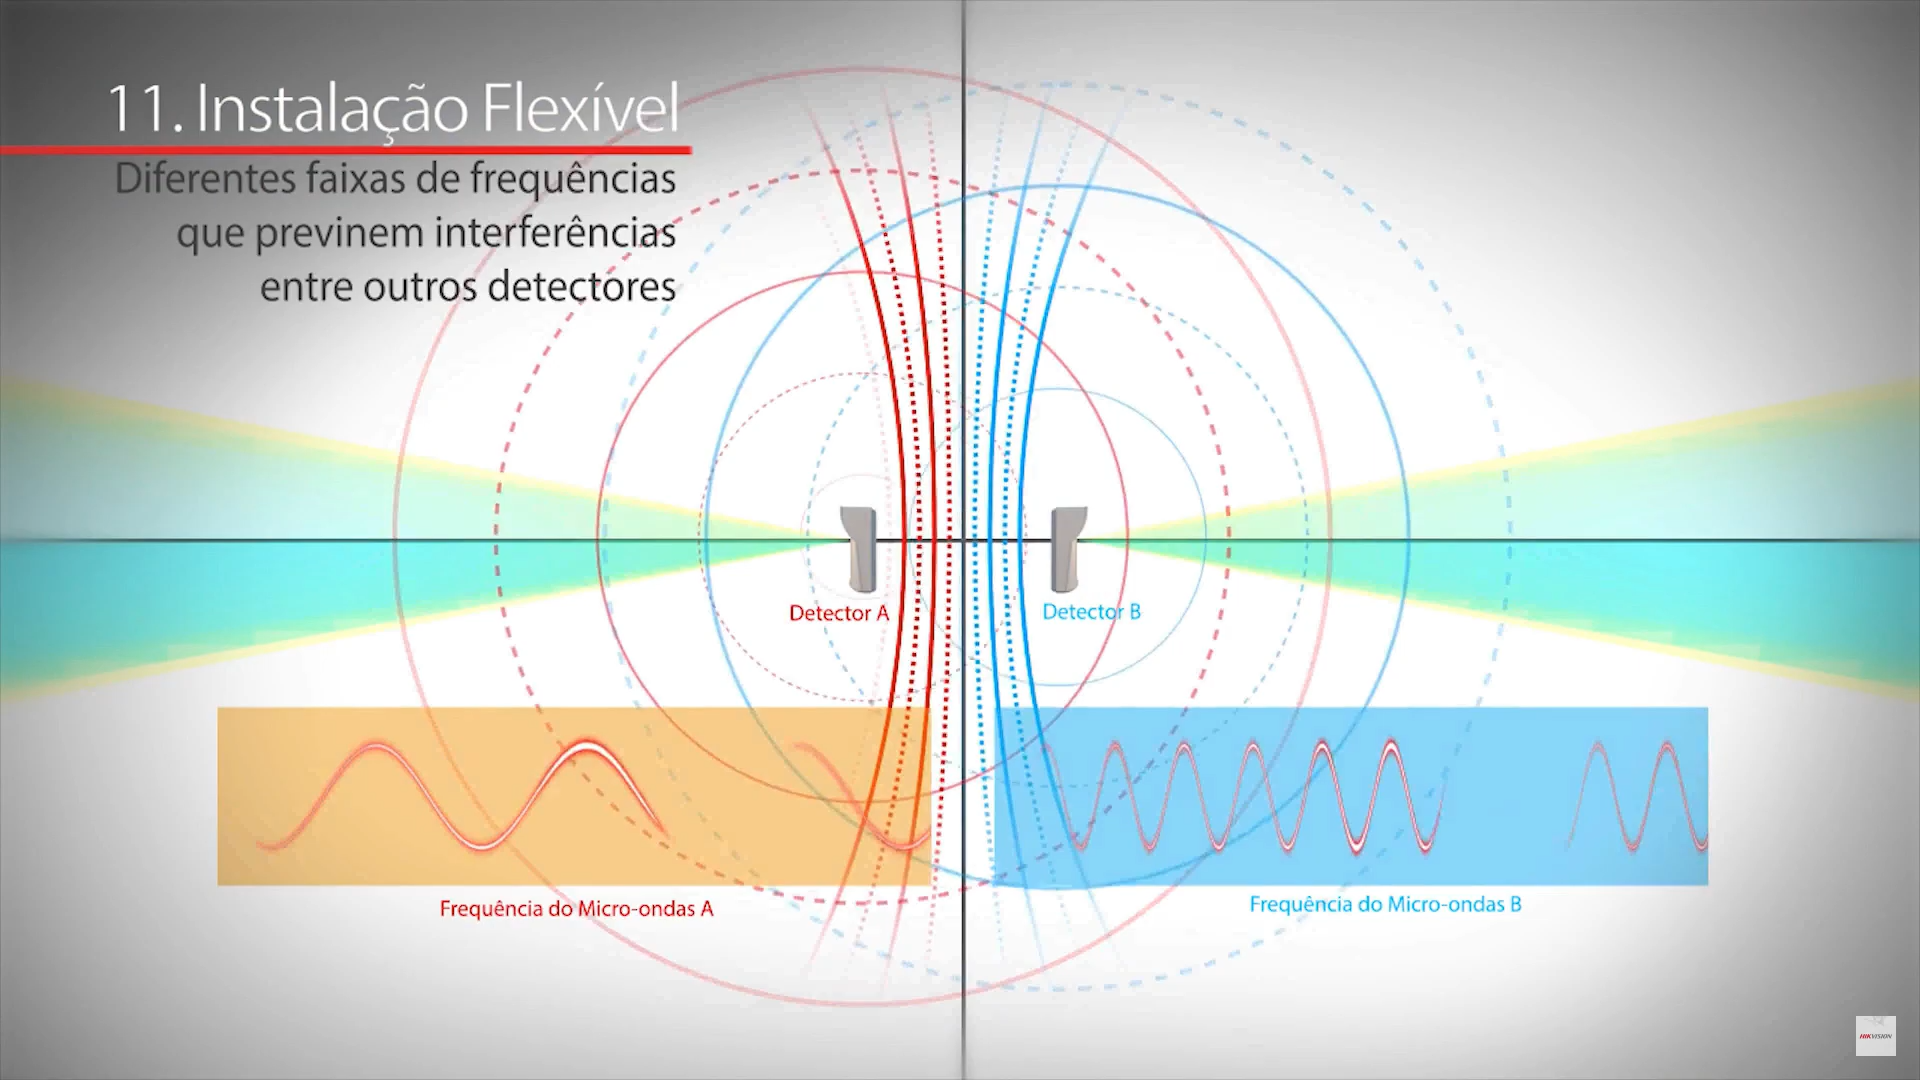 11. Instalação Flexível
Diferentes faixas de frequências
que previnem interferências
entre outros detectores
Detector A
Detector B
Frequência do Micro-ondas A
Frequência do Micro-ondas B
HIKVISION